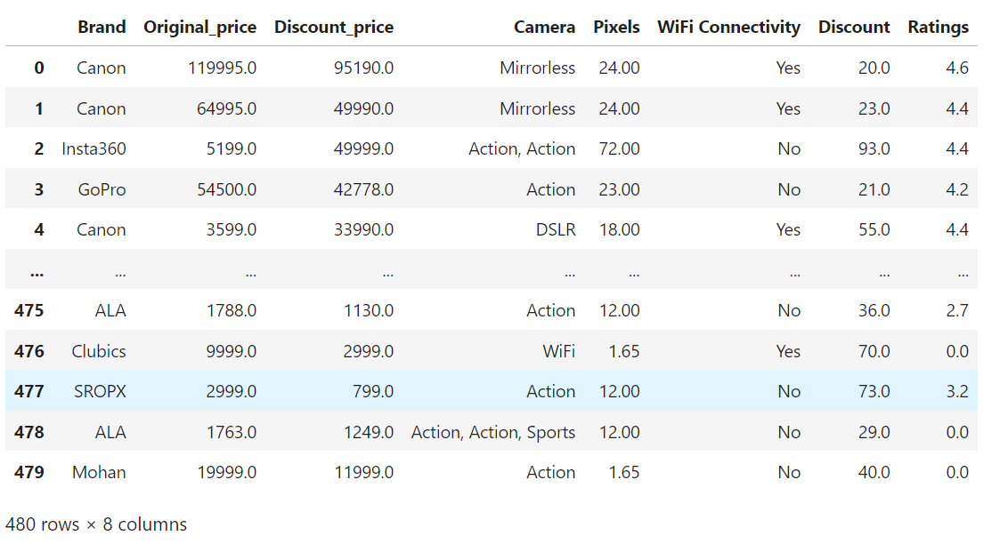 Brand Original_price Discount_price Camera Pixels WiFi Connectivity Discount Ratings
0 Canon 119995.0 95190.0 Mirrorless 24.00 Yes 20.0 4.6
1 Canon 64995.0 49990.0 Mirrorless 24.00 Yes 23.0 4.4
2 Insta360 5199.0 49999.0 Action, Action 72.00 No 93.0 4.4
3 GoPro 54500.0 42778.0 Action 23.00 No 21.0 4.2
4 Canon 3599.0 33990.0 DSLR 18.00 Yes 55.0 4.4
... ... ... ... ... ... ... ... ...
475 ALA 1788.0 1130.0 Action 12.00 No 36.0 2.7
476 Clubics 9999.0 2999.0 WiFi 1.65 Yes 70.0 0.0
477 SROPX 2999.0 799.0 Action 12.00 No 73.0 3.2
478 ALA 1763.0 1249.0 Action, Action, Sports 12.00 No 29.0 0.0
479 Mohan 19999.0 11999.0 Action 1.65 No 40.0 0.0
480 rows × 8 columns